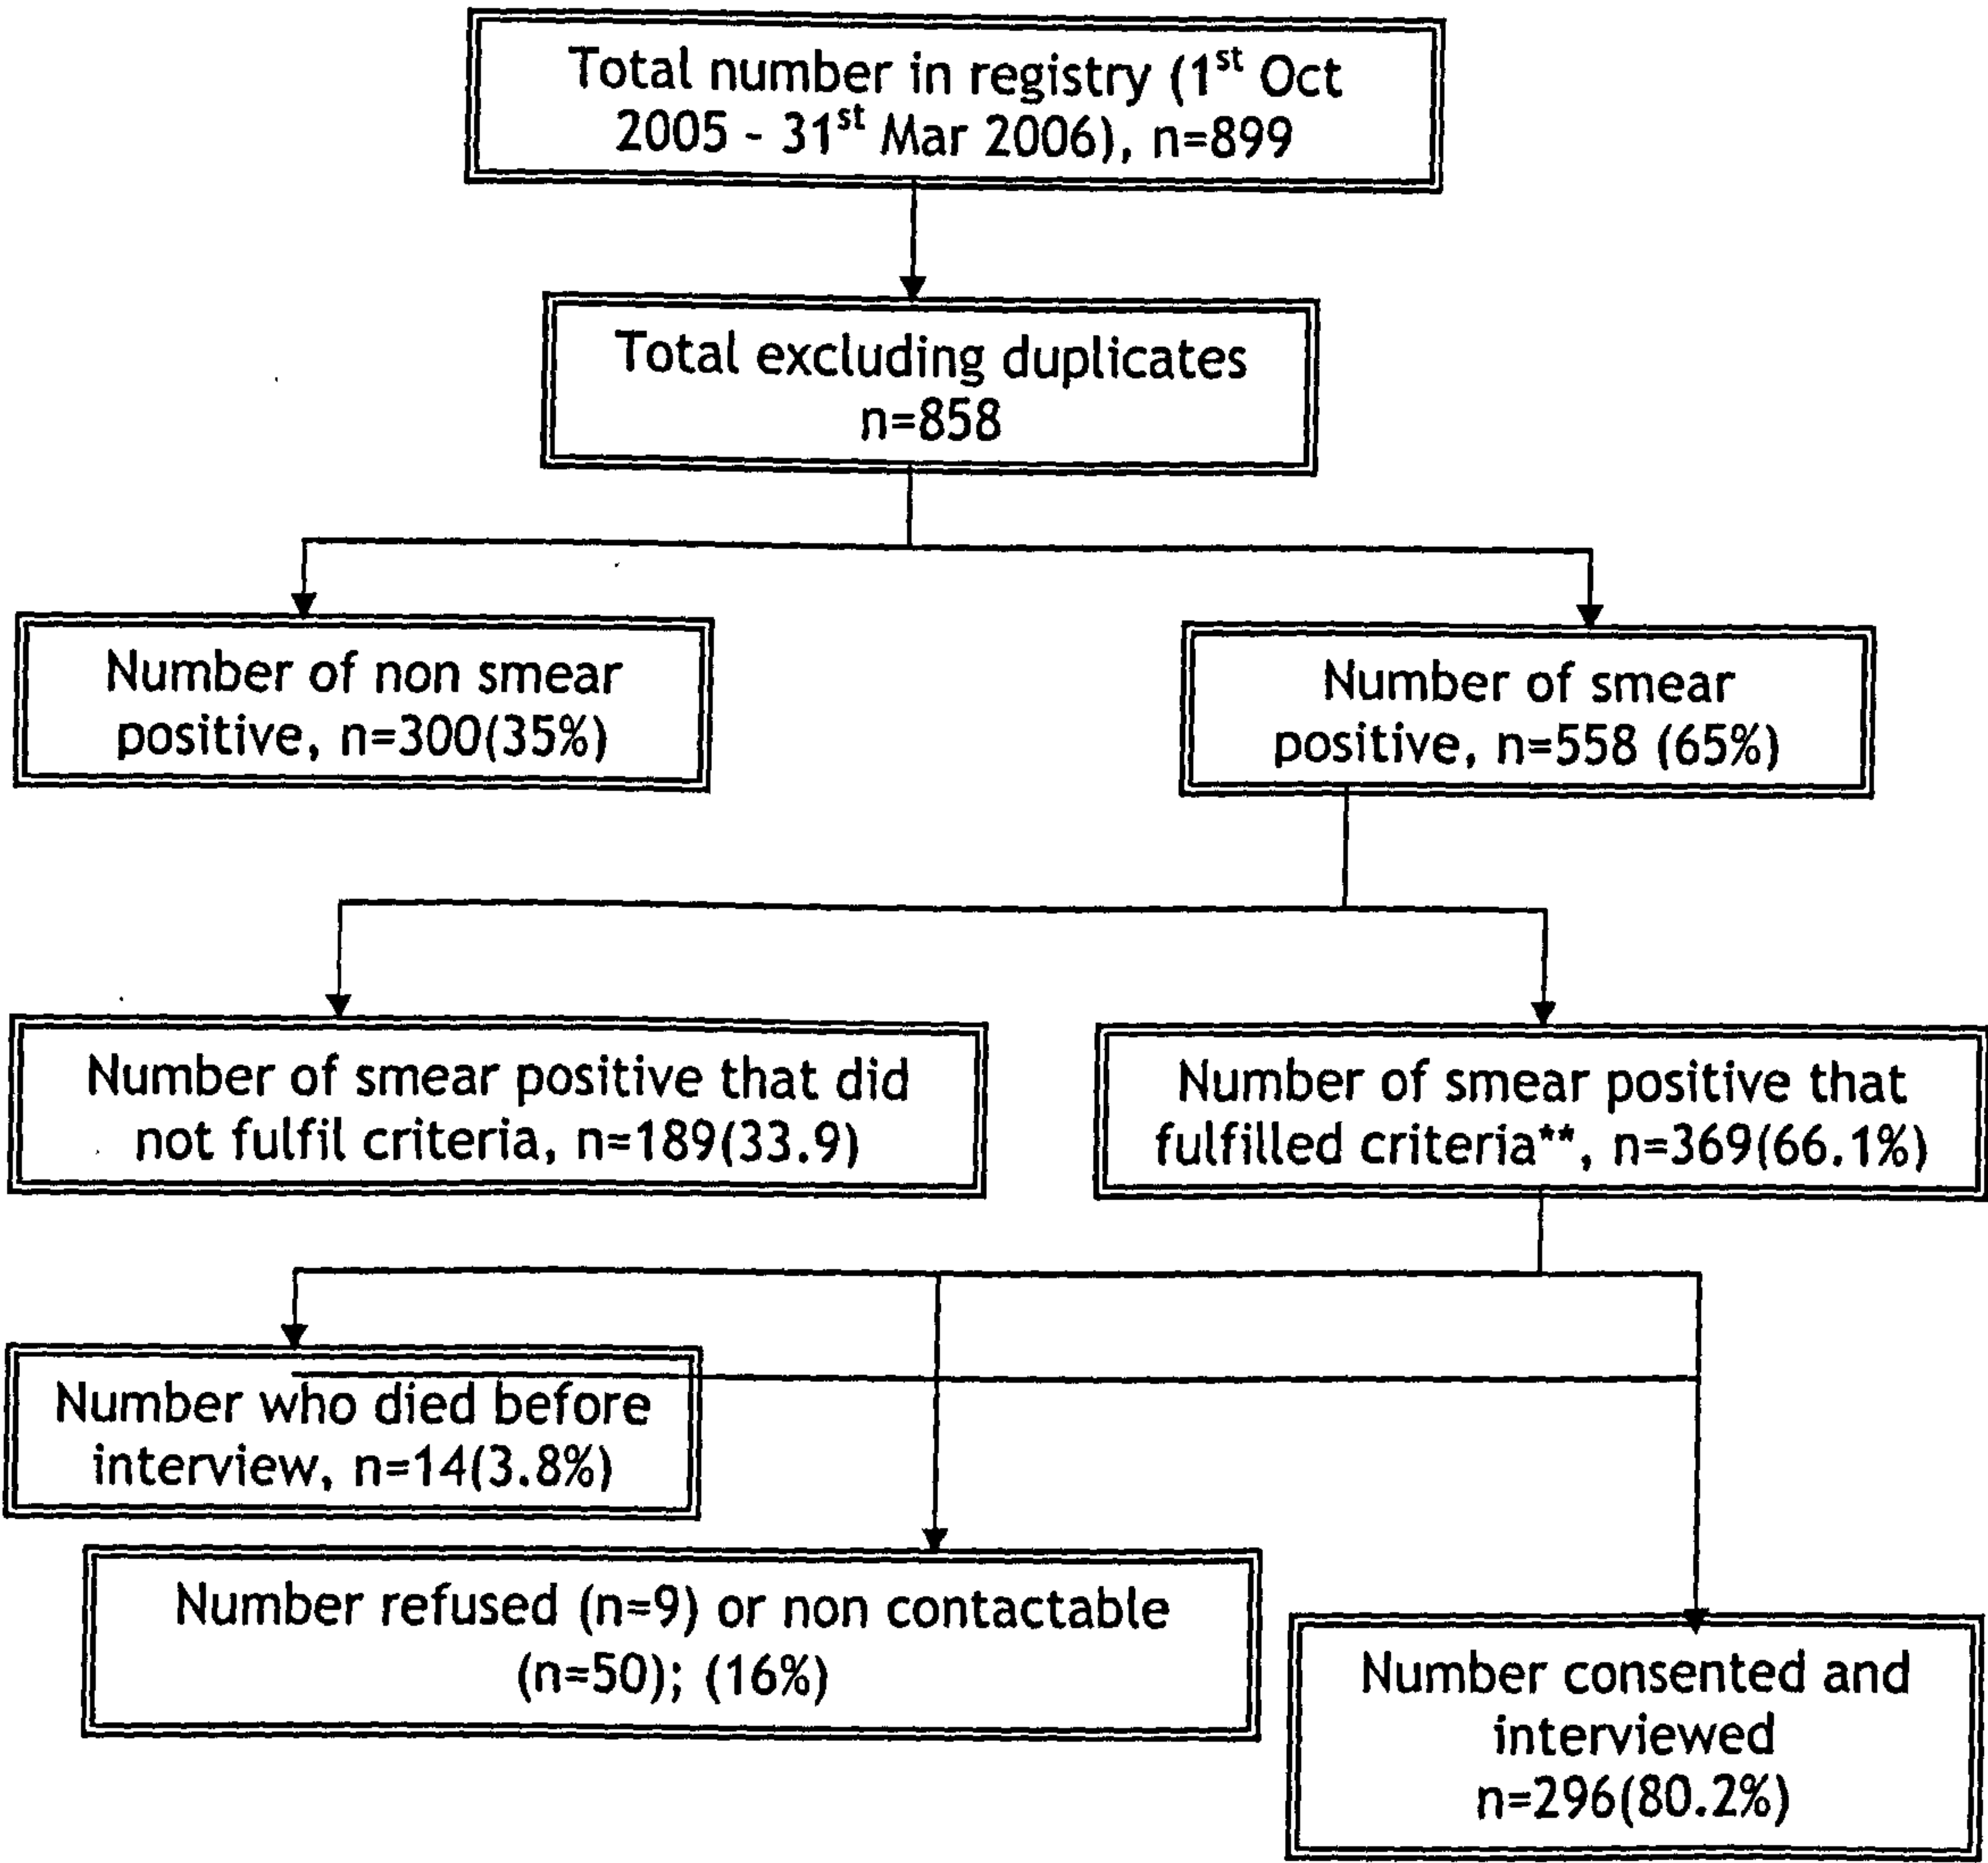 Total number in registry (1st Oct
2005 - 31st Mar 2006), n=899
Total excluding duplicates
n=858
Number of non smear
positive, n=300(35%)
Number of smear
positive, n=558 (65%)
Number of smear positive that did
not fulfil criteria, n=189(33.9)
Number of smear positive that
fulfilled criteria**, n=369(66.1%)
Number who died before
interview, n=14(3.8%)
Number refused (n=9) or non contactable
(n=50); (16%)
Number consented and
interviewed
n=296(80.2%)